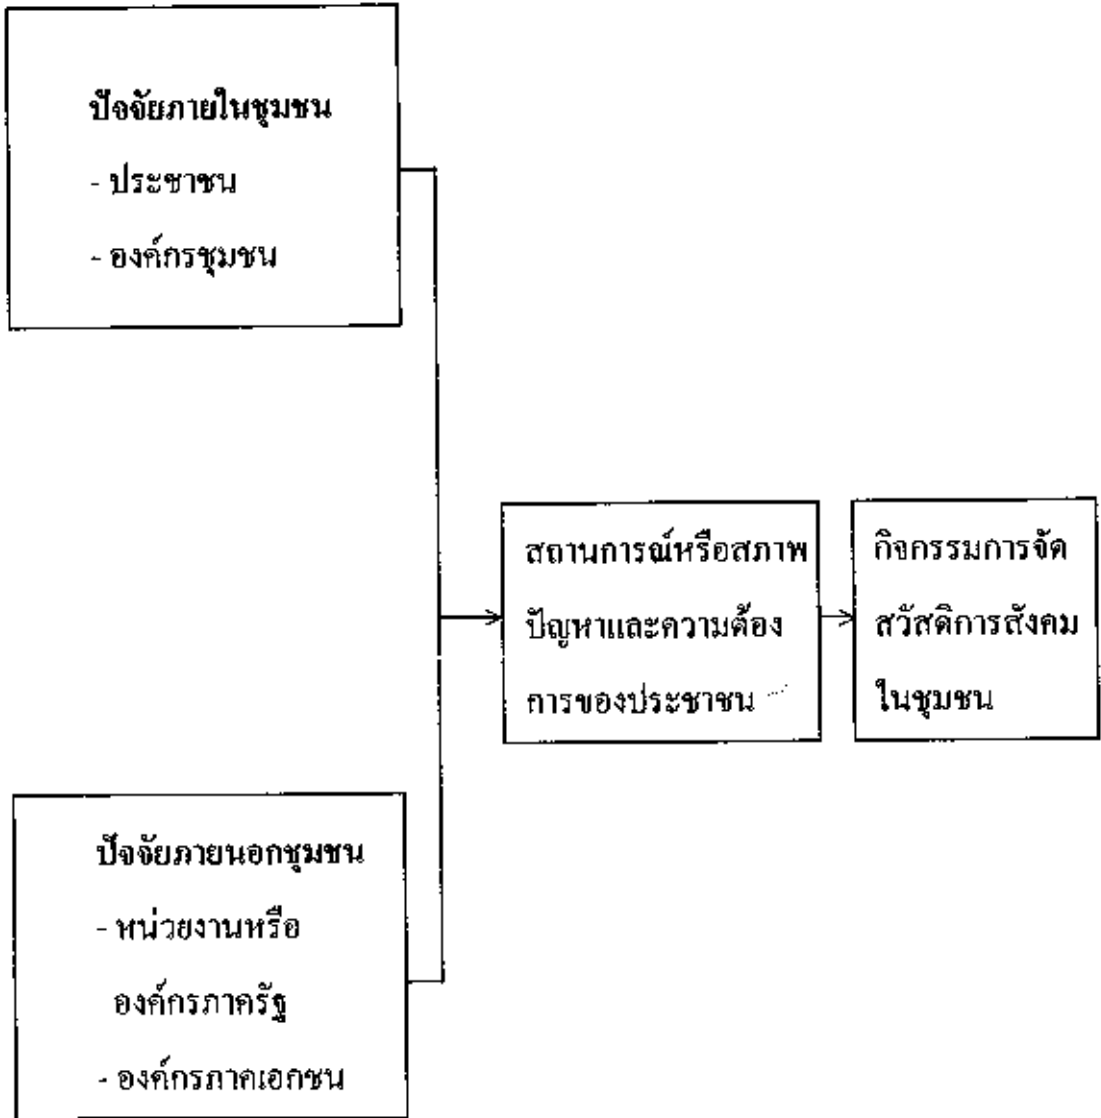 ปัจจัยภายในชุมชน
- ประชาชน
- องค์กรชุมชน
สถานการณ์หรือสภาพ
ปัญหาและความต้อง
การของประชาชน
กิจกรรมการจัด
สวัสดิการสังคม
ในชุมชน
ปัจจัยภายนอกชุมชน
- หน่วยงานหรือ
องค์กรภาครัฐ
- องค์กรภาคเอกชน